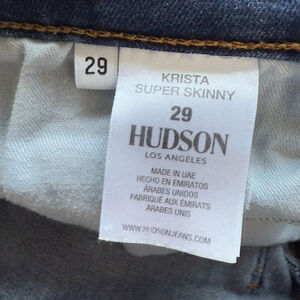 29
KRISTA
SUPER SKINNY
29
HUDSON
LOS ANGELES
MADE IN UAE
HECHO EN EMIRATOS
ÁRABES UNIDOS
FABRIQUÉ AUX ÉMIRATS
ARABES UNIS
WWW.HUDSONJEANS.COM